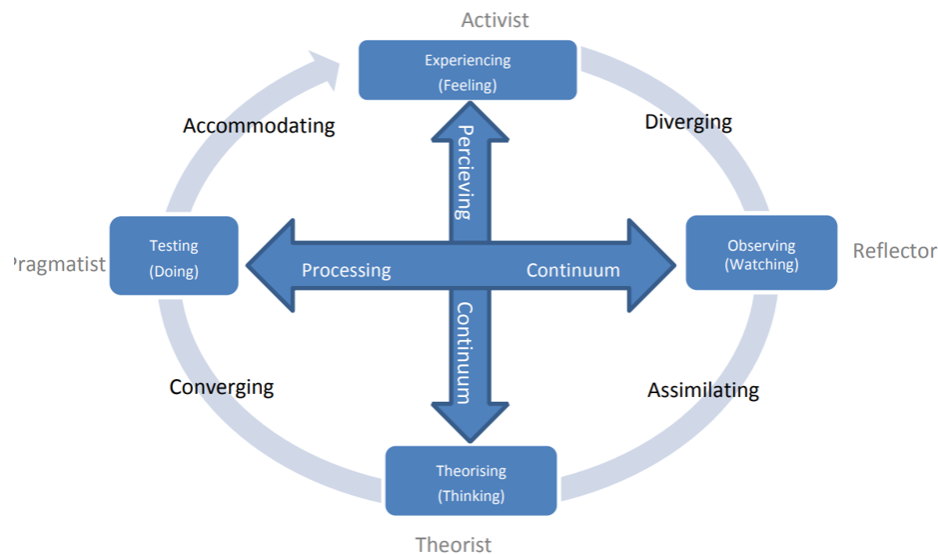 Activist
Experiencing
(Feeling)
Accommodating
Diverging
Percieving
Testing
(Doing)
Observing
(Watching)
Pragmatist
Reflector
Processing
Continuum
Continuum
Converging
Assimilating
Theorising
(Thinking)
Theorist